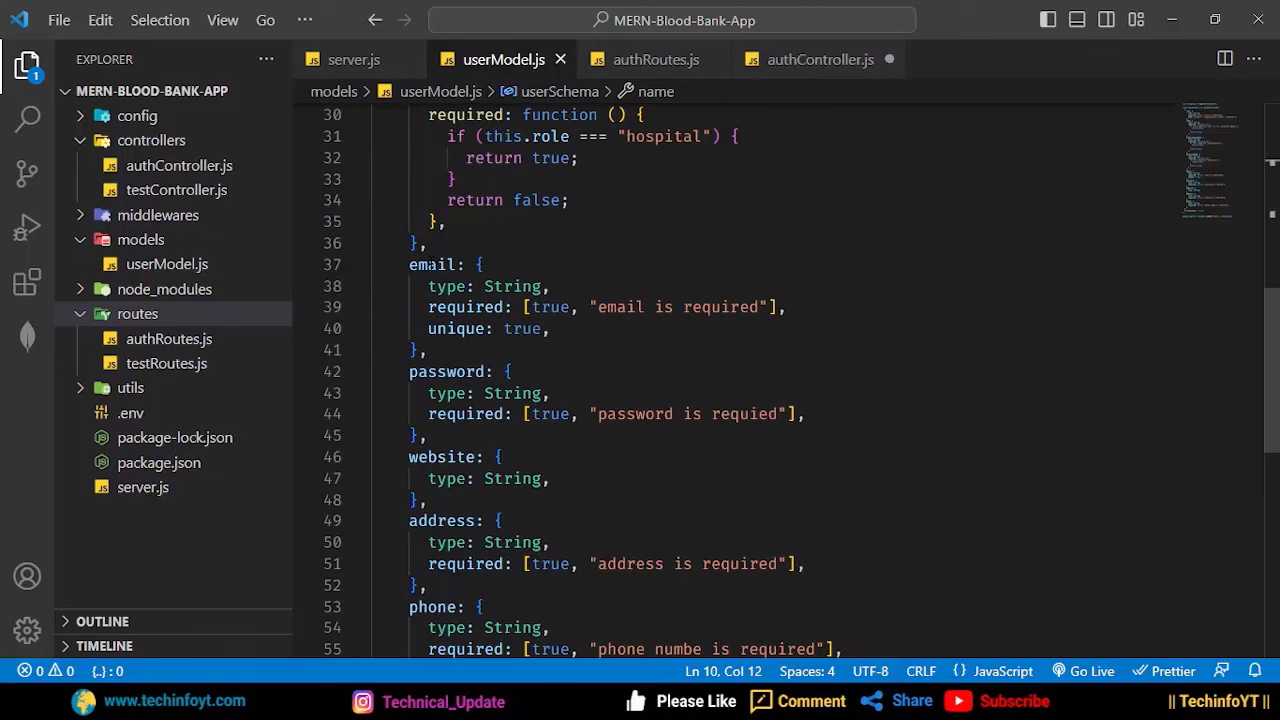 File Edit Selection View Go ··· MERN-Blood-Bank-App
EXPLORER ···
server.js userModel.js authRoutes.js authController.js
models > userModel.js > userSchema > name
MERN-BLOOD-BANK-APP
config
controllers
authController.js
testController.js
middlewares
models
userModel.js
node_modules
routes
authRoutes.js
testRoutes.js
utils
.env
package-lock.json
package.json
server.js
OUTLINE
TIMELINE
1
30 required: function () {
31 if (this.role === "hospital") {
32 return true;
33 }
34 return false;
35 },
36 },
37 email: {
38 type: String,
39 required: [true, "email is required"],
40 unique: true,
41 },
42 password: {
43 type: String,
44 required: [true, "password is requied"],
45 },
46 website: {
47 type: String,
48 },
49 address: {
50 type: String,
51 required: [true, "address is required"],
52 },
53 phone: {
54 type: String,
55 required: [true, "phone numbe is required"],
0 0 {..} : 0 Ln 10, Col 12 Spaces: 4 UTF-8 CRLF {} JavaScript Go Live Prettier
www.techinfoyt.com Technical_Update Please Like Comment Share Subscribe || TechinfoYT ||